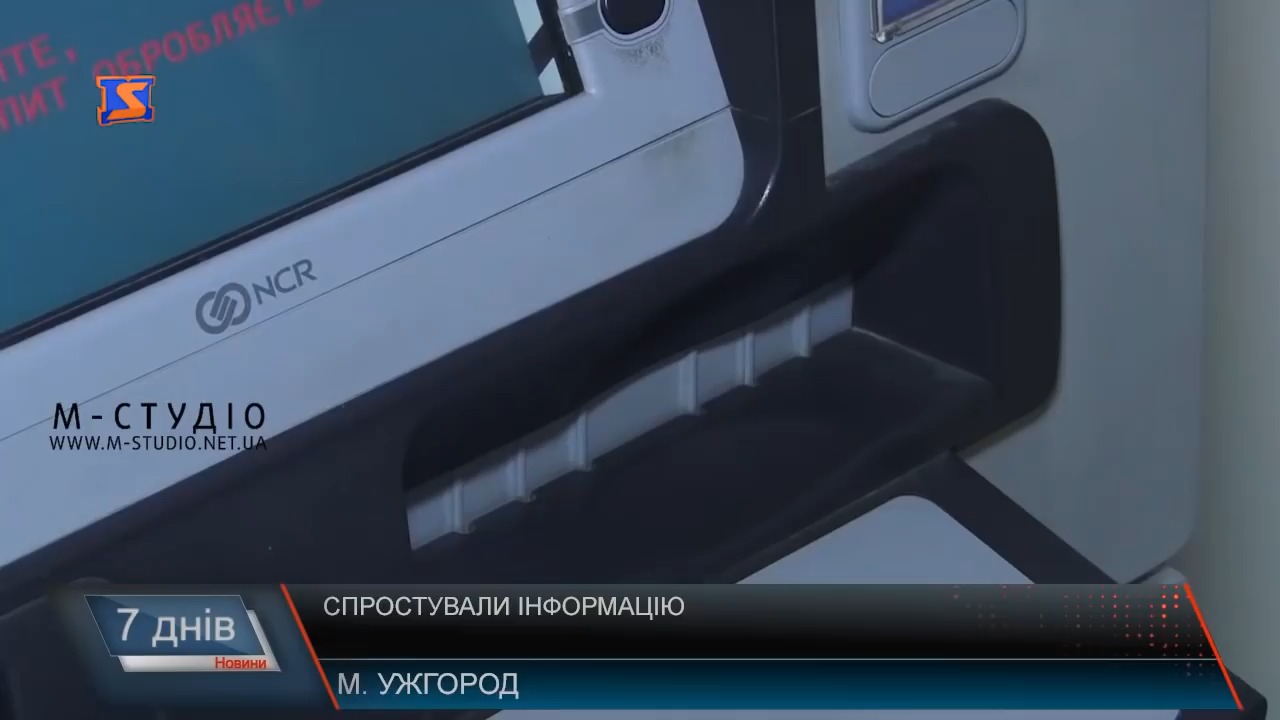 ОБРОБЛЯЄТЬ
NCR
М-СТУДІО
WWW.M-STUDIO.NET.UA
7 днів
Новини
СПРОСТУВАЛИ ІНФОРМАЦІЮ
М. УЖГОРОД